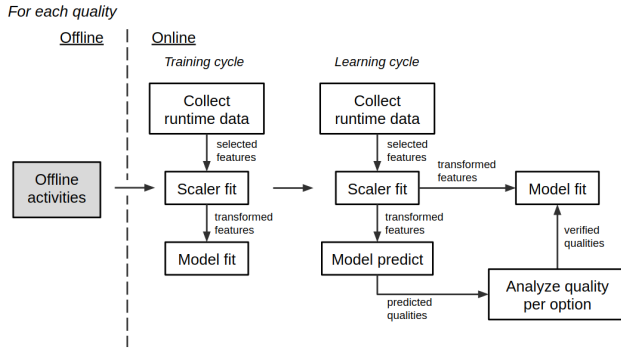 For each quality
Offline
Online
Training cycle
Learning cycle
Collect
runtime data
Collect
runtime data
selected
features
selected
features
Offline
activities
Scaler fit
Scaler fit
transformed
features
Model fit
transformed
features
transformed
features
verified
qualities
Model fit
Model predict
predicted
qualities
Analyze quality
per option